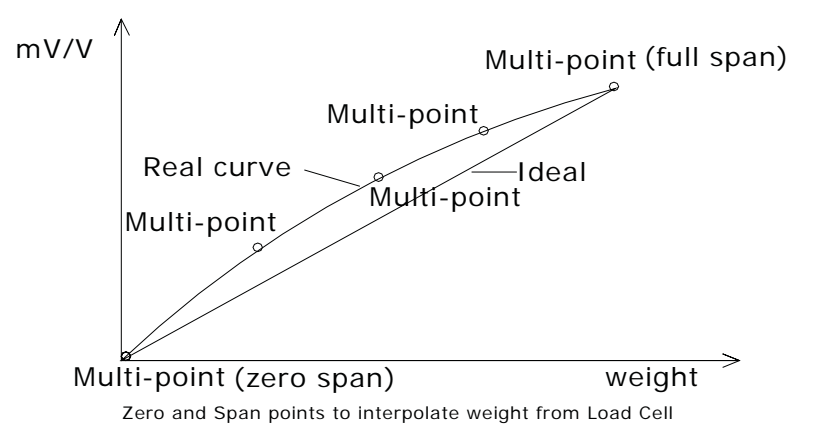 mV/V
Multi-point (full span)
Multi-point
Real curve
Ideal
Multi-point
Multi-point
Multi-point (zero span)
weight
Zero and Span points to interpolate weight from Load Cell